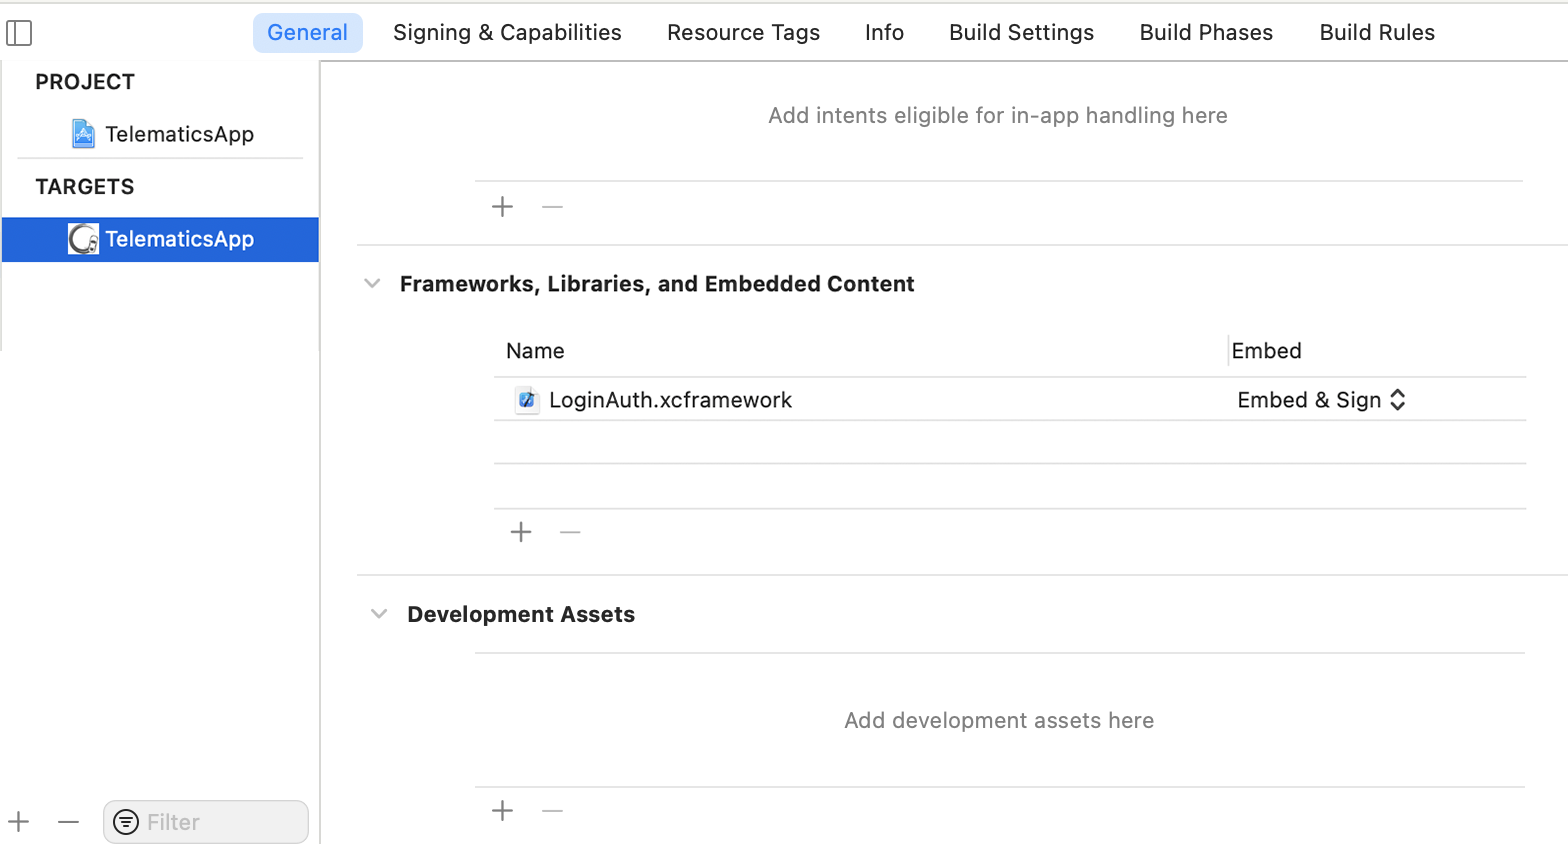 General Signing & Capabilities Resource Tags Info Build Settings Build Phases Build Rules
PROJECT
TelematicsApp
TARGETS
TelematicsApp
Filter
Add intents eligible for in-app handling here
Frameworks, Libraries, and Embedded Content
Name Embed
LoginAuth.xcframework Embed & Sign
Development Assets
Add development assets here